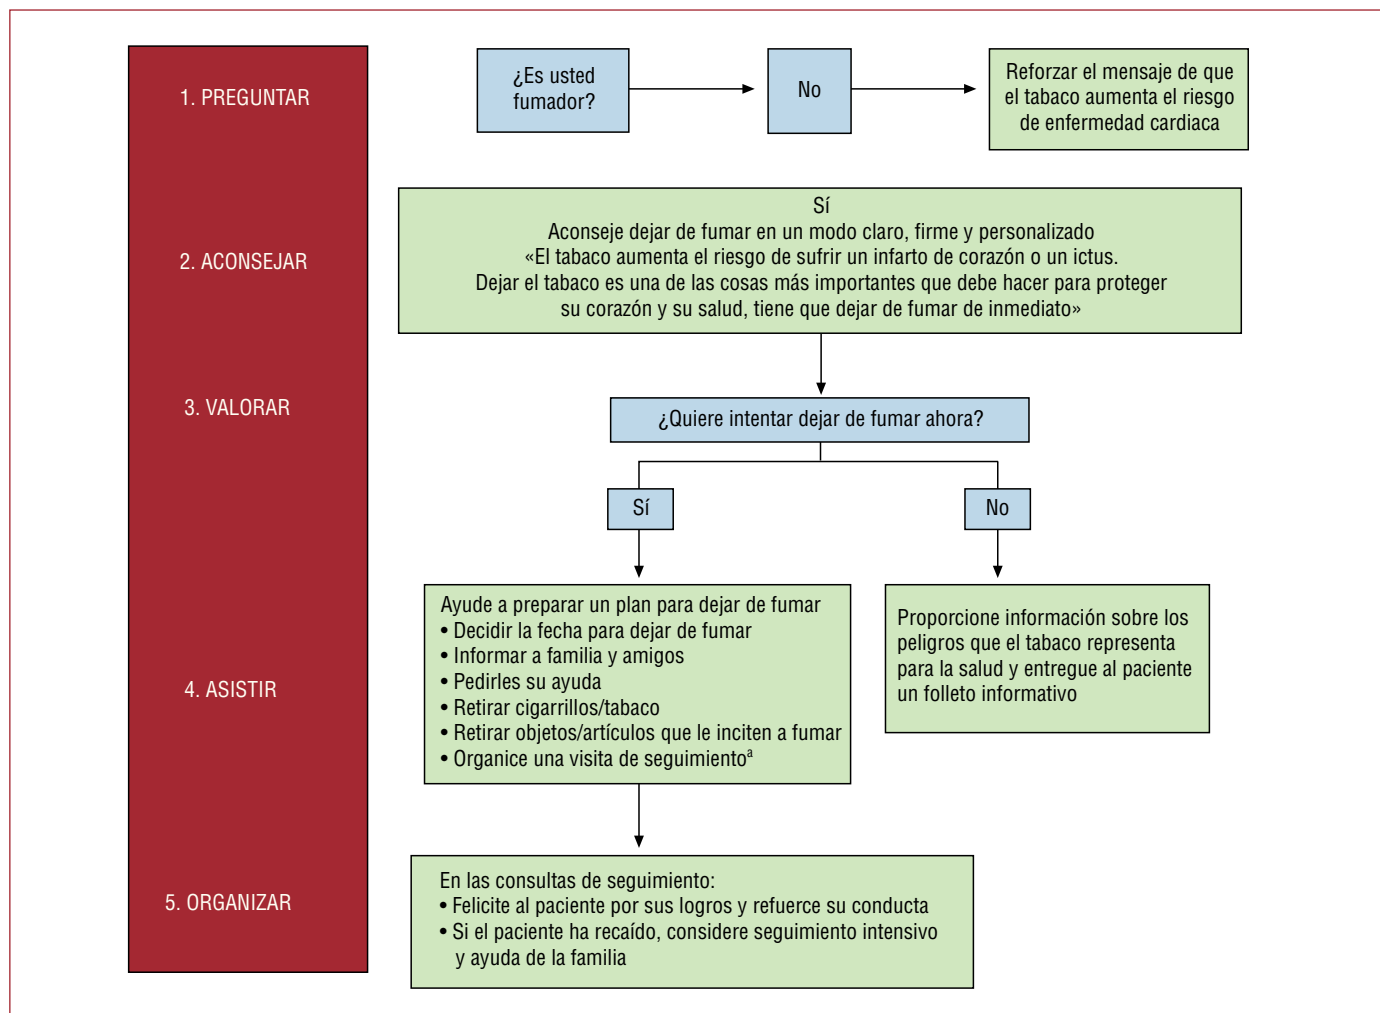 1. PREGUNTAR
¿Es usted
fumador?
No
Reforzar el mensaje de que
el tabaco aumenta el riesgo
de enfermedad cardiaca
2. ACONSEJAR
Sí
Aconseje dejar de fumar en un modo claro, firme y personalizado
«El tabaco aumenta el riesgo de sufrir un infarto de corazón o un ictus.
Dejar el tabaco es una de las cosas más importantes que debe hacer para proteger
su corazón y su salud, tiene que dejar de fumar de inmediato»
3. VALORAR
¿Quiere intentar dejar de fumar ahora?
Sí
No
4. ASISTIR
Ayude a preparar un plan para dejar de fumar
• Decidir la fecha para dejar de fumar
• Informar a familia y amigos
• Pedirles su ayuda
• Retirar cigarrillos/tabaco
• Retirar objetos/artículos que le inciten a fumar
• Organice una visita de seguimientoª
Proporcione información sobre los
peligros que el tabaco representa
para la salud y entregue al paciente
un folleto informativo
5. ORGANIZAR
En las consultas de seguimiento:
• Felicite al paciente por sus logros y refuerce su conducta
• Si el paciente ha recaído, considere seguimiento intensivo
y ayuda de la familia